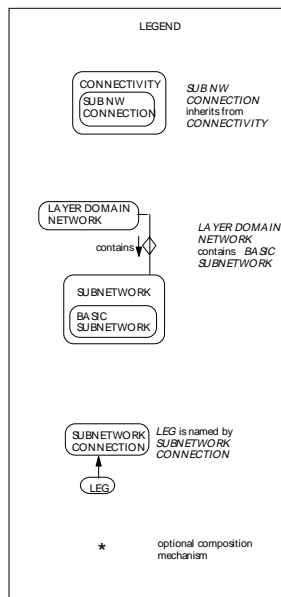 LEGEND
CONNECTIVITY
SUB NW
CONNECTION
SUB NW
CONNECTION
inherits from
CONNECTIVITY
LAYER DOMAIN
NETWORK
contains
LAYER DOMAIN
NETWORK
contains BASIC
SUBNETWORK
SUBNETWORK
BASIC
SUBNETWORK
SUBNETWORK
CONNECTION
LEG
LEG is named by
SUBNETWORK
CONNECTION
*
optional composition
mechanism